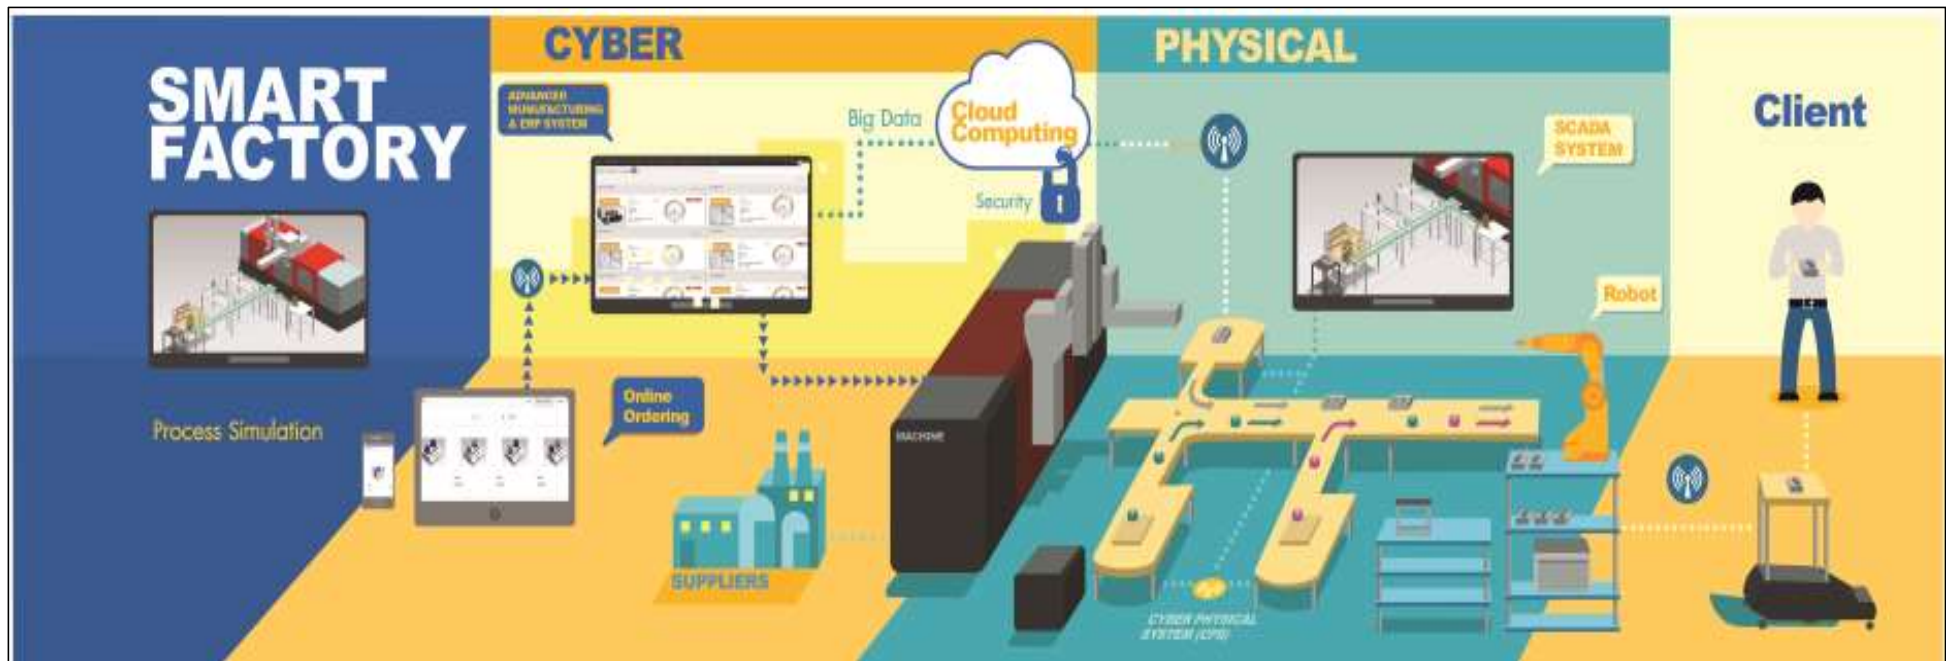 SMART
FACTORY
Process Simulation
CYBER
ADVANCED
MUNUFACTURING
& ERP SYSTEM
Big Data
Cloud
Computing
Security
Online
Ordering
SUPPLIERS
MACHINE
PHYSICAL
SCADA
SYSTEM
Robot
CYBER PHYSICAL
SYSTEM (CPS)
Client